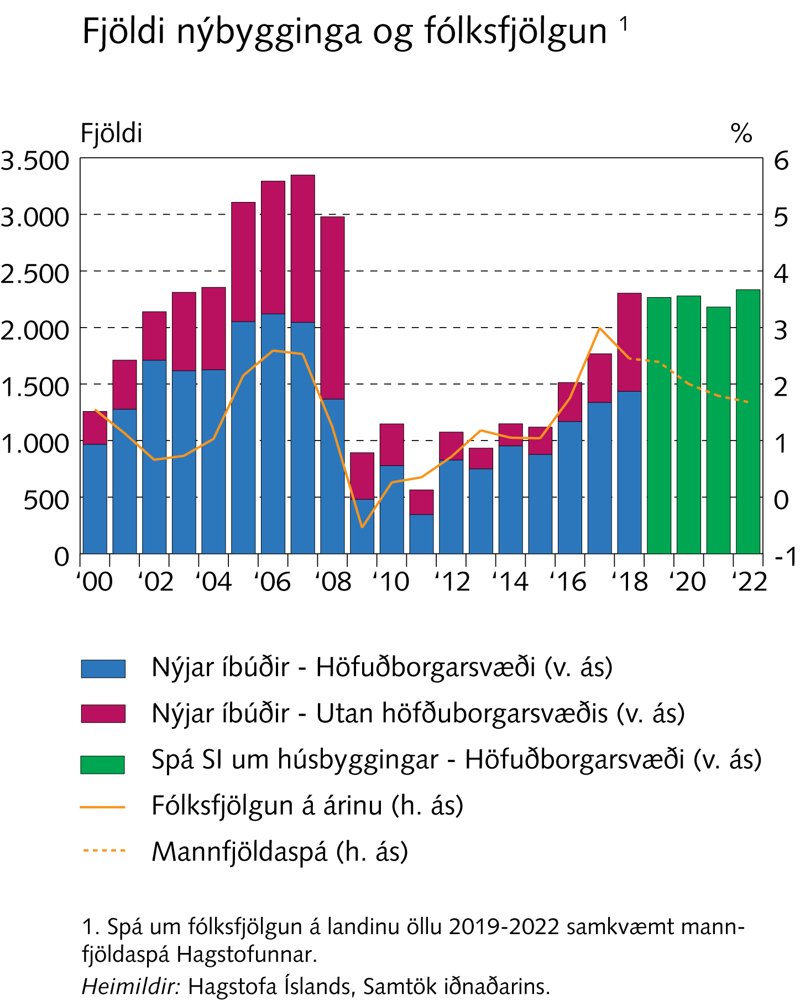 Fjöldi nýbygginga og fólksfjölgun 1
Fjöldi %
3.500 6
3.000 5
2.500 4
2.000 3
1.500 2
1.000 1
500 0
0 -1
‘00 ‘02 ‘04 ‘06 ‘08 ‘10 ‘12 ‘14 ‘16 ‘18 ‘20 ‘22
Nýjar íbúðir - Höfuðborgarsvæði (v. ás)
Nýjar íbúðir - Utan höfðuborgarsvæðis (v. ás)
Spá SI um húsbyggingar - Höfuðborgarsvæði (v. ás)
Fólksfjölgun á árinu (h. ás)
Mannfjöldaspá (h. ás)
1. Spá um fólksfjölgun á landinu öllu 2019-2022 samkvæmt mann-
fjöldaspá Hagstofunnar.
Heimildir: Hagstofa Íslands, Samtök iðnaðarins.